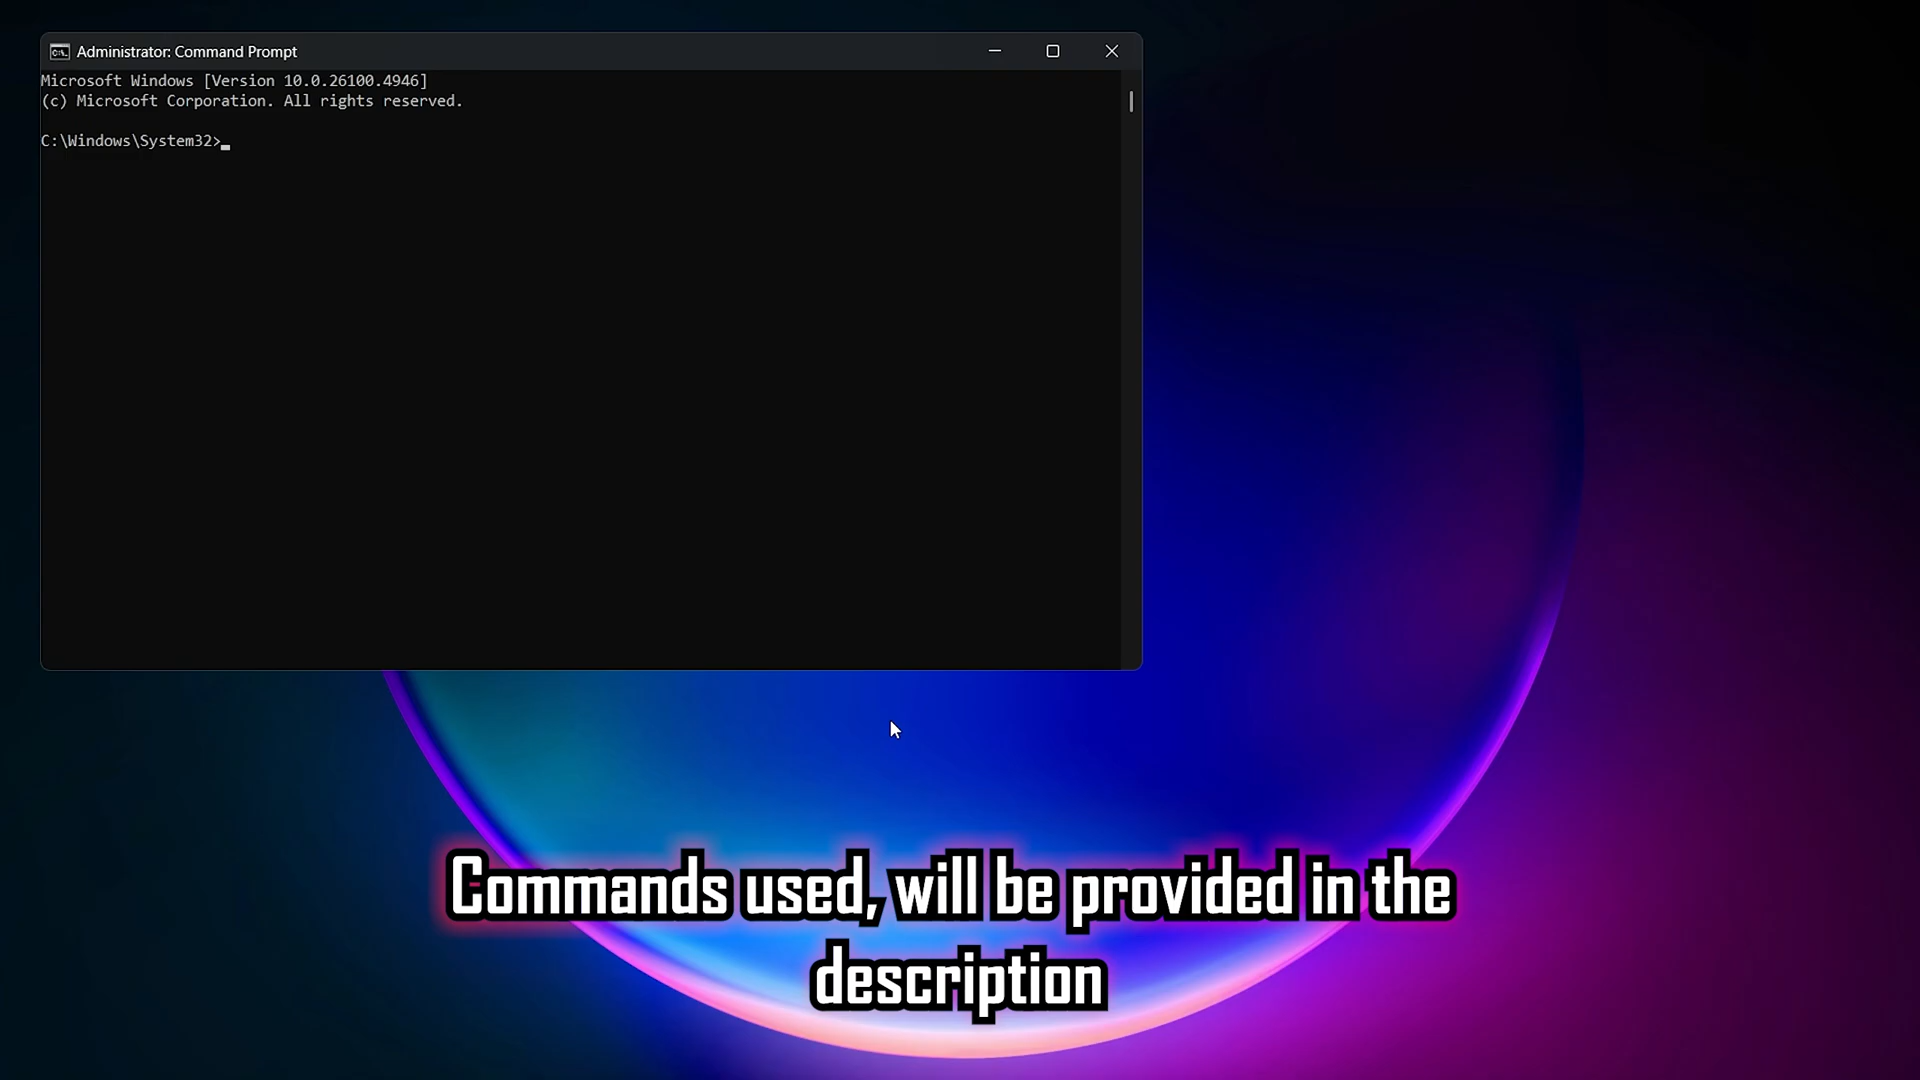 Administrator: Command Prompt
Microsoft Windows [Version 10.0.26100.4946]
(c) Microsoft Corporation. All rights reserved.
C:\Windows\System32>
Commands used, will be provided in the
description